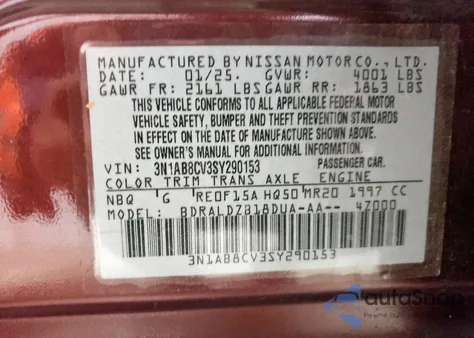 MANUFACTURED BY NISSAN MOTOR CO., LTD.
DATE: 01/25. GVWR: 4001 LBS
GAWR FR: 2161 LBS GAWR RR: 1863 LBS
THIS VEHICLE CONFORMS TO ALL APPLICABLE FEDERAL MOTOR
VEHICLE SAFETY, BUMPER AND THEFT PREVENTION STANDARDS
IN EFFECT ON THE DATE OF MANUFACTURE SHOWN ABOVE.
SEE OWNER'S MANUAL FOR ADDITIONAL INFORMATION.
VIN: 3N1AB8CV3SY290153 PASSENGER CAR.
COLOR TRIM TRANS AXLE ENGINE
NBQ G RE0F15A HQ50 MR20 1997 CC
MODEL: BDRALDZB18DUA-AA-- 4Z000
3N1AB8CV3SY290153
autaShop